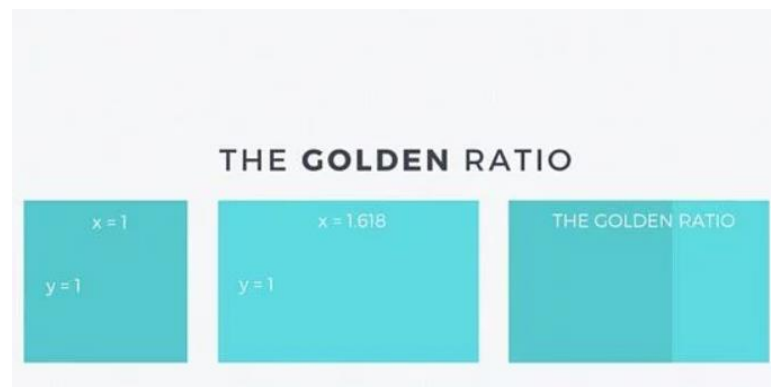 THE GOLDEN RATIO
x = 1
y = 1
x = 1.618
y = 1
THE GOLDEN RATIO